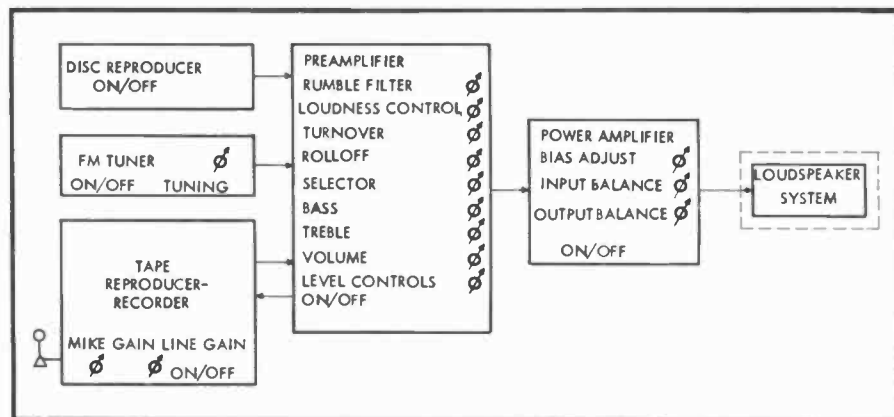 DISC REPRODUCER
ON/OFF
FM TUNER
ON/OFF TUNING
TAPE
REPRODUCER-
RECORDER
MIKE GAIN LINE GAIN
ON/OFF
PREAMPLIFIER
RUMBLE FILTER
LOUDNESS CONTROL
TURNOVER
ROLLOFF
SELECTOR
BASS
TREBLE
VOLUME
LEVEL CONTROLS
ON/OFF
POWER AMPLIFIER
BIAS ADJUST
INPUT BALANCE
OUTPUT BALANCE
ON/OFF
LOUDSPEAKER
SYSTEM